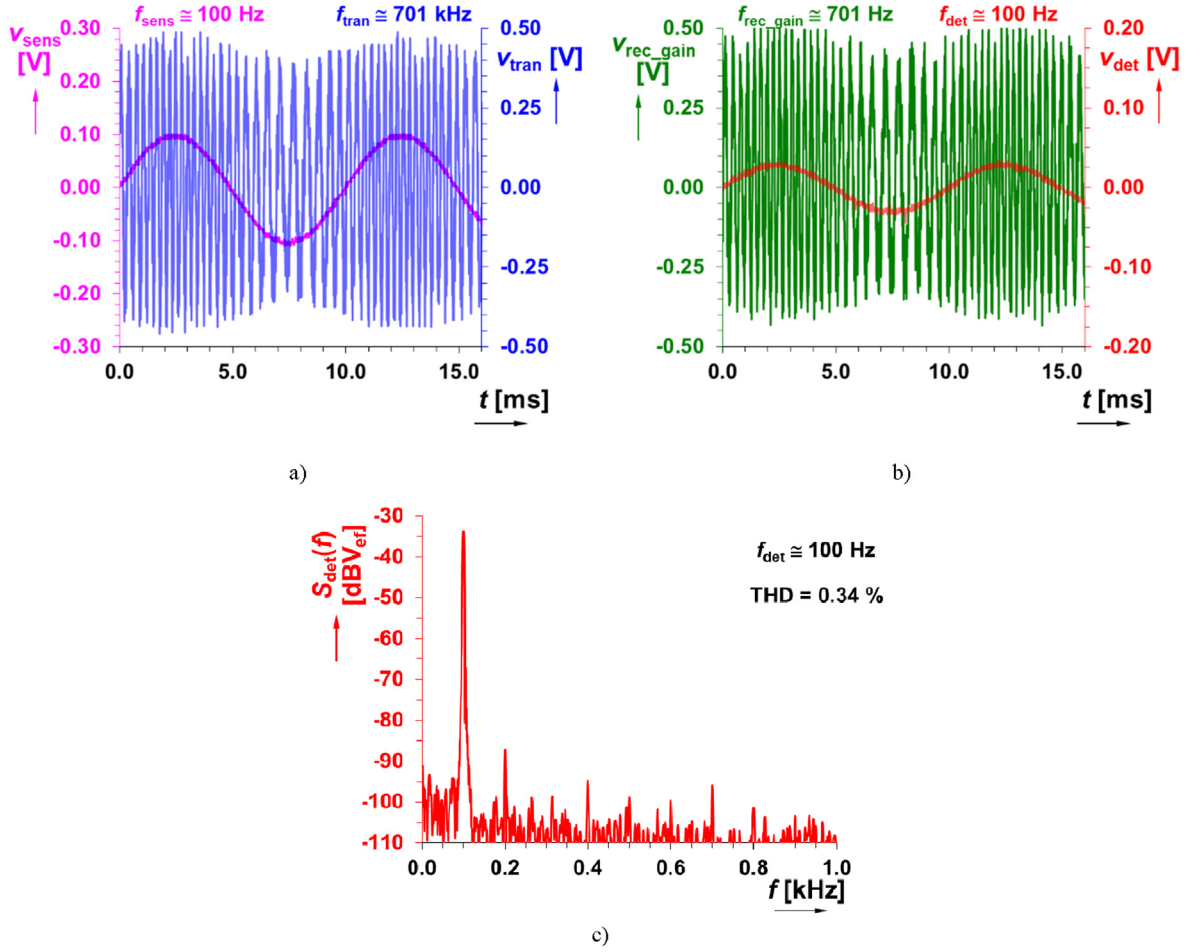 f_sens ≅ 100 Hz
f_tran ≅ 701 kHz
v_sens
[V]
v_tran [V]
0.30
0.20
0.10
0.00
-0.10
-0.20
-0.30
0.50
0.25
0.00
-0.25
-0.50
0.0 5.0 10.0 15.0
t [ms]
a)
f_rec_gain ≅ 701 Hz
f_det ≅ 100 Hz
v_rec_gain
[V]
v_det [V]
0.50
0.25
0.00
-0.25
-0.50
0.20
0.10
0.00
-0.10
-0.20
0.0 5.0 10.0 15.0
t [ms]
b)
S_det(f)
[dBV_ef]
-30
-40
-50
-60
-70
-80
-90
-100
-110
f_det ≅ 100 Hz
THD = 0.34 %
0.0 0.2 0.4 0.6 0.8 1.0
f [kHz]
c)